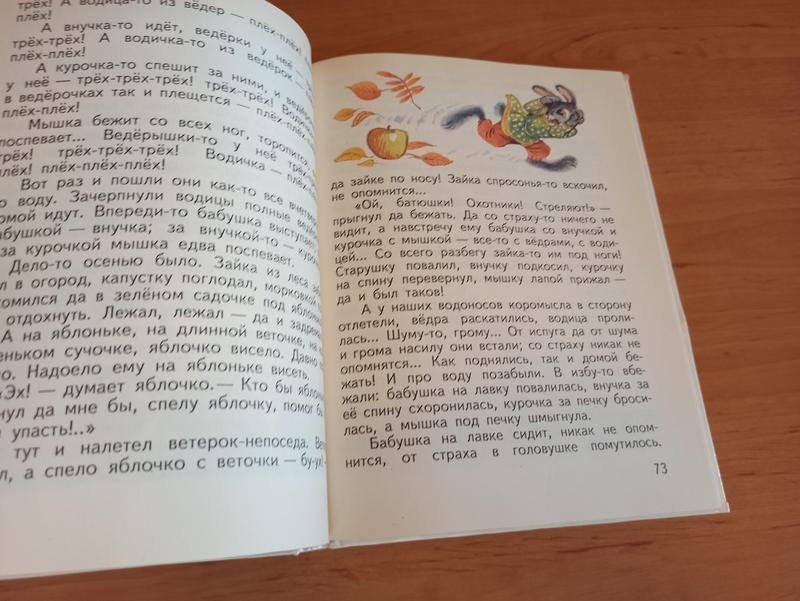 трёх! А водица-то из вёдер — плёх-плёх!
плёх!
А внучка-то идёт, ведёрки у неё —
трёх-трёх! А водичка-то из ведёрок —
плёх-плёх!
А курочка-то спешит за ними, и
у неё — трёх-трёх-трёх! трёх-трёх! Водичка
в ведёрочках так и плещется — плёх-плёх-
плёх-плёх!
Мышка бежит со всех ног, торопится,
поспевает... Ведёрышки-то у неё трёх-
трёх! трёх-трёх-трёх! Водичка —
плёх! плёх-плёх-плёх!
Вот раз и пошли они как-то все
воду. Зачерпнули водицы полные
домой идут. Впереди-то бабушка выступает,
бабушкой — внучка; за внучкой-то —
за курочкой мышка едва поспевает.
Дело-то осенью было. Зайка из леса
в огород, капустку поглодал, морковкой
да в зелёном садочке под
отдохнуть. Лежал, лежал — да и
А на яблоньке, на длинной веточке, на
сучочке, яблочко висело. Давно
Надоело ему на яблоньке висеть.
«Эх! — думает яблочко.— Кто бы
да мне бы, спелу яблочку, помог бы
упасть!..»
тут и налетел ветерок-непоседа.
а спело яблочко с веточки — бу-ух!
да зайке по носу! Зайка спросонья-то вскочил,
не опомнится...
«Ой, батюшки! Охотники! Стреляют!» —
прыгнул да бежать. Да со страху-то ничего не
видит, а навстречу ему бабушка со внучкой и
курочка с мышкой — все-то с вёдрами, с води-
цей... Со всего разбегу зайка-то им под ноги!
Старушку повалил, внучку подкосил, курочку
на спину перевернул, мышку лапой прижал —
да и был таков!
А у наших водоносов коромысла в сторону
отлетели, вёдра раскатились, водица проли-
лась... Шуму-то, грому... От испуга да от шума
и грома насилу они встали; со страху никак не
опомнятся... Как поднялись, так и домой бе-
жать! И про воду позабыли. В избу-то вбе-
жали: бабушка на лавку повалилась, внучка за
её спину схоронилась, курочка за печку броси-
лась, а мышка под печку шмыгнула.
Бабушка на лавке сидит, никак не опом-
нится, от страха в головушке помутилось.
73